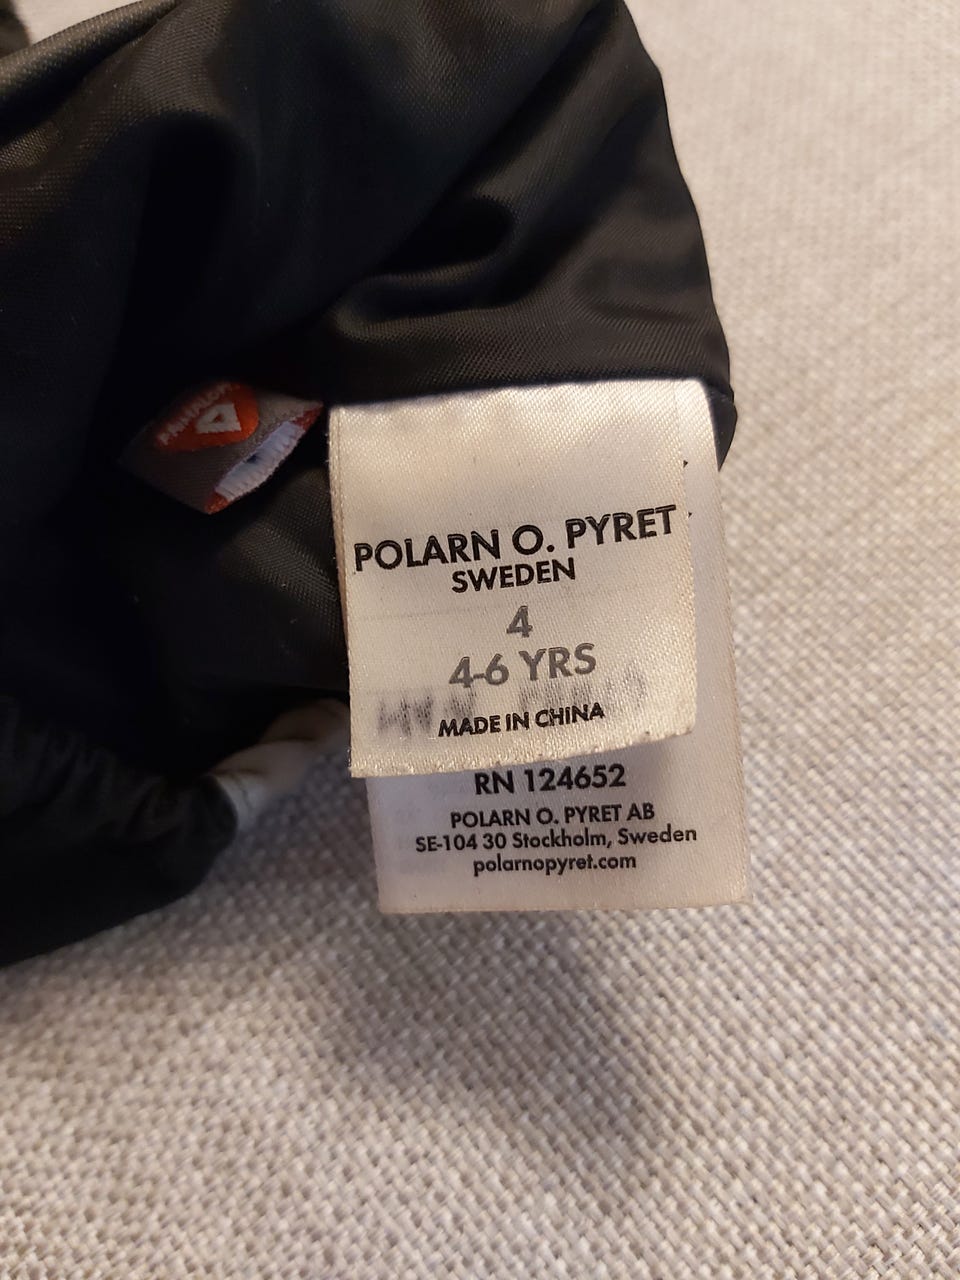 PRIMALOFT
POLARN O. PYRET
SWEDEN
4
4-6 YRS
MADE IN CHINA
RN 124652
POLARN O. PYRET AB
SE-104 30 Stockholm, Sweden
polarnopyret.com